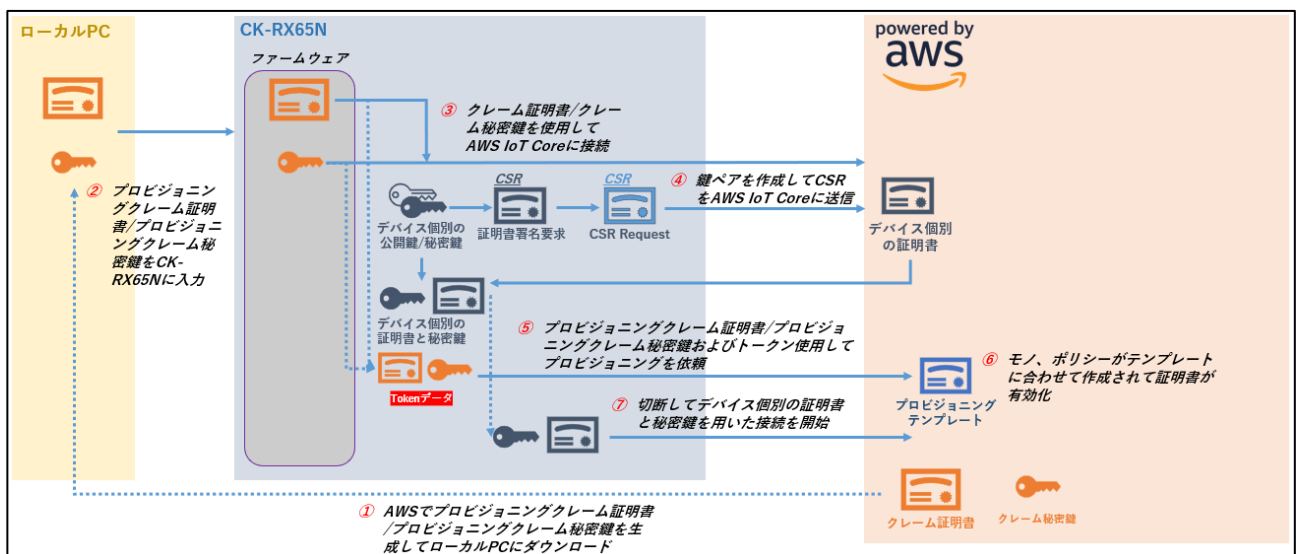 ローカルPC
CK-RX65N
ファームウェア
powered by
aws
③ クレーム証明書/クレー
ム秘密鍵を使用して
AWS IoT Coreに接続
② プロビジョニン
グクレーム証明
書/プロビジョニ
ングクレーム秘
密鍵をCK-
RX65Nに入力
CSR
CSR
④ 鍵ペアを作成してCSR
をAWS IoT Coreに送信
デバイス個別の
公開鍵/秘密鍵
証明書署名要求
CSR Request
デバイス個別
の証明書
デバイス個別の
証明書と秘密鍵
⑤ プロビジョニングクレーム証明書/プロビジョ
ニングクレーム秘密鍵およびトークン使用して
プロビジョニングを依頼
Tokenデータ
⑥ モノ、ポリシーがテンプレート
に合わせて作成されて証明書が
有効化
プロビジョニング
テンプレート
⑦ 切断してデバイス個別の証明書
と秘密鍵を用いた接続を開始
① AWSでプロビジョニングクレーム証明書
/プロビジョニングクレーム秘密鍵を生
成してローカルPCにダウンロード
クレーム証明書
クレーム秘密鍵